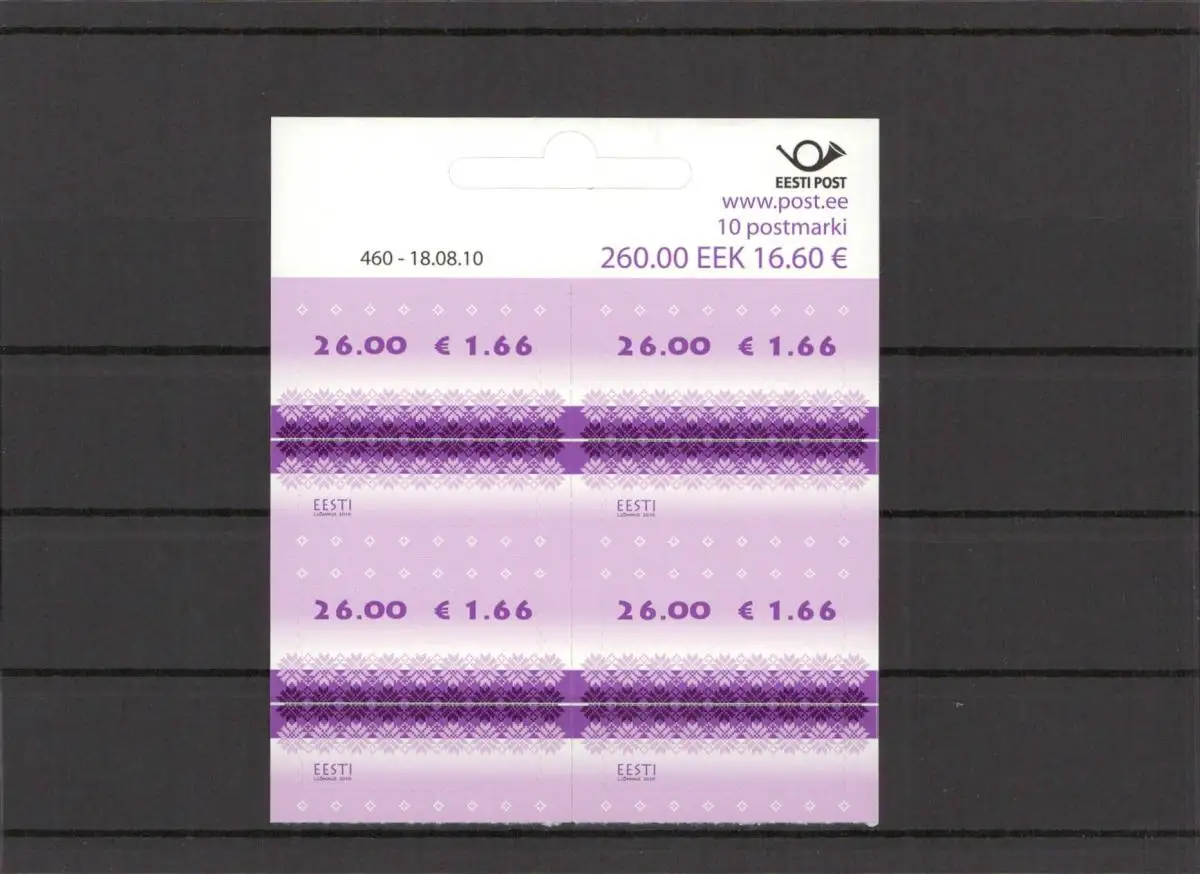 EESTI POST
www.post.ee
10 postmarki
460 - 18.08.10 260.00 EEK 16.60 €
26.00 € 1.66 26.00 € 1.66
EESTI EESTI
26.00 € 1.66 26.00 € 1.66
EESTI EESTI